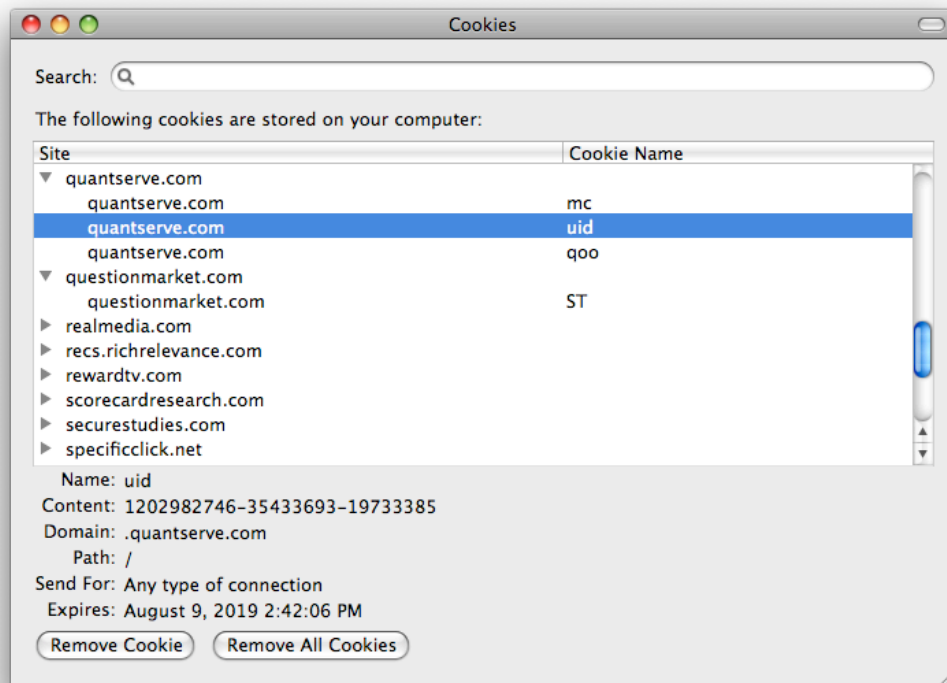 Cookies
Search:
The following cookies are stored on your computer:
Site Cookie Name
quantserve.com
quantserve.com mc
quantserve.com uid
quantserve.com qoo
questionmarket.com
questionmarket.com ST
realmedia.com
recs.richrelevance.com
rewardtv.com
scorecardresearch.com
securestudies.com
specificclick.net
Name: uid
Content: 1202982746-35433693-19733385
Domain: .quantserve.com
Path: /
Send For: Any type of connection
Expires: August 9, 2019 2:42:06 PM
Remove Cookie Remove All Cookies